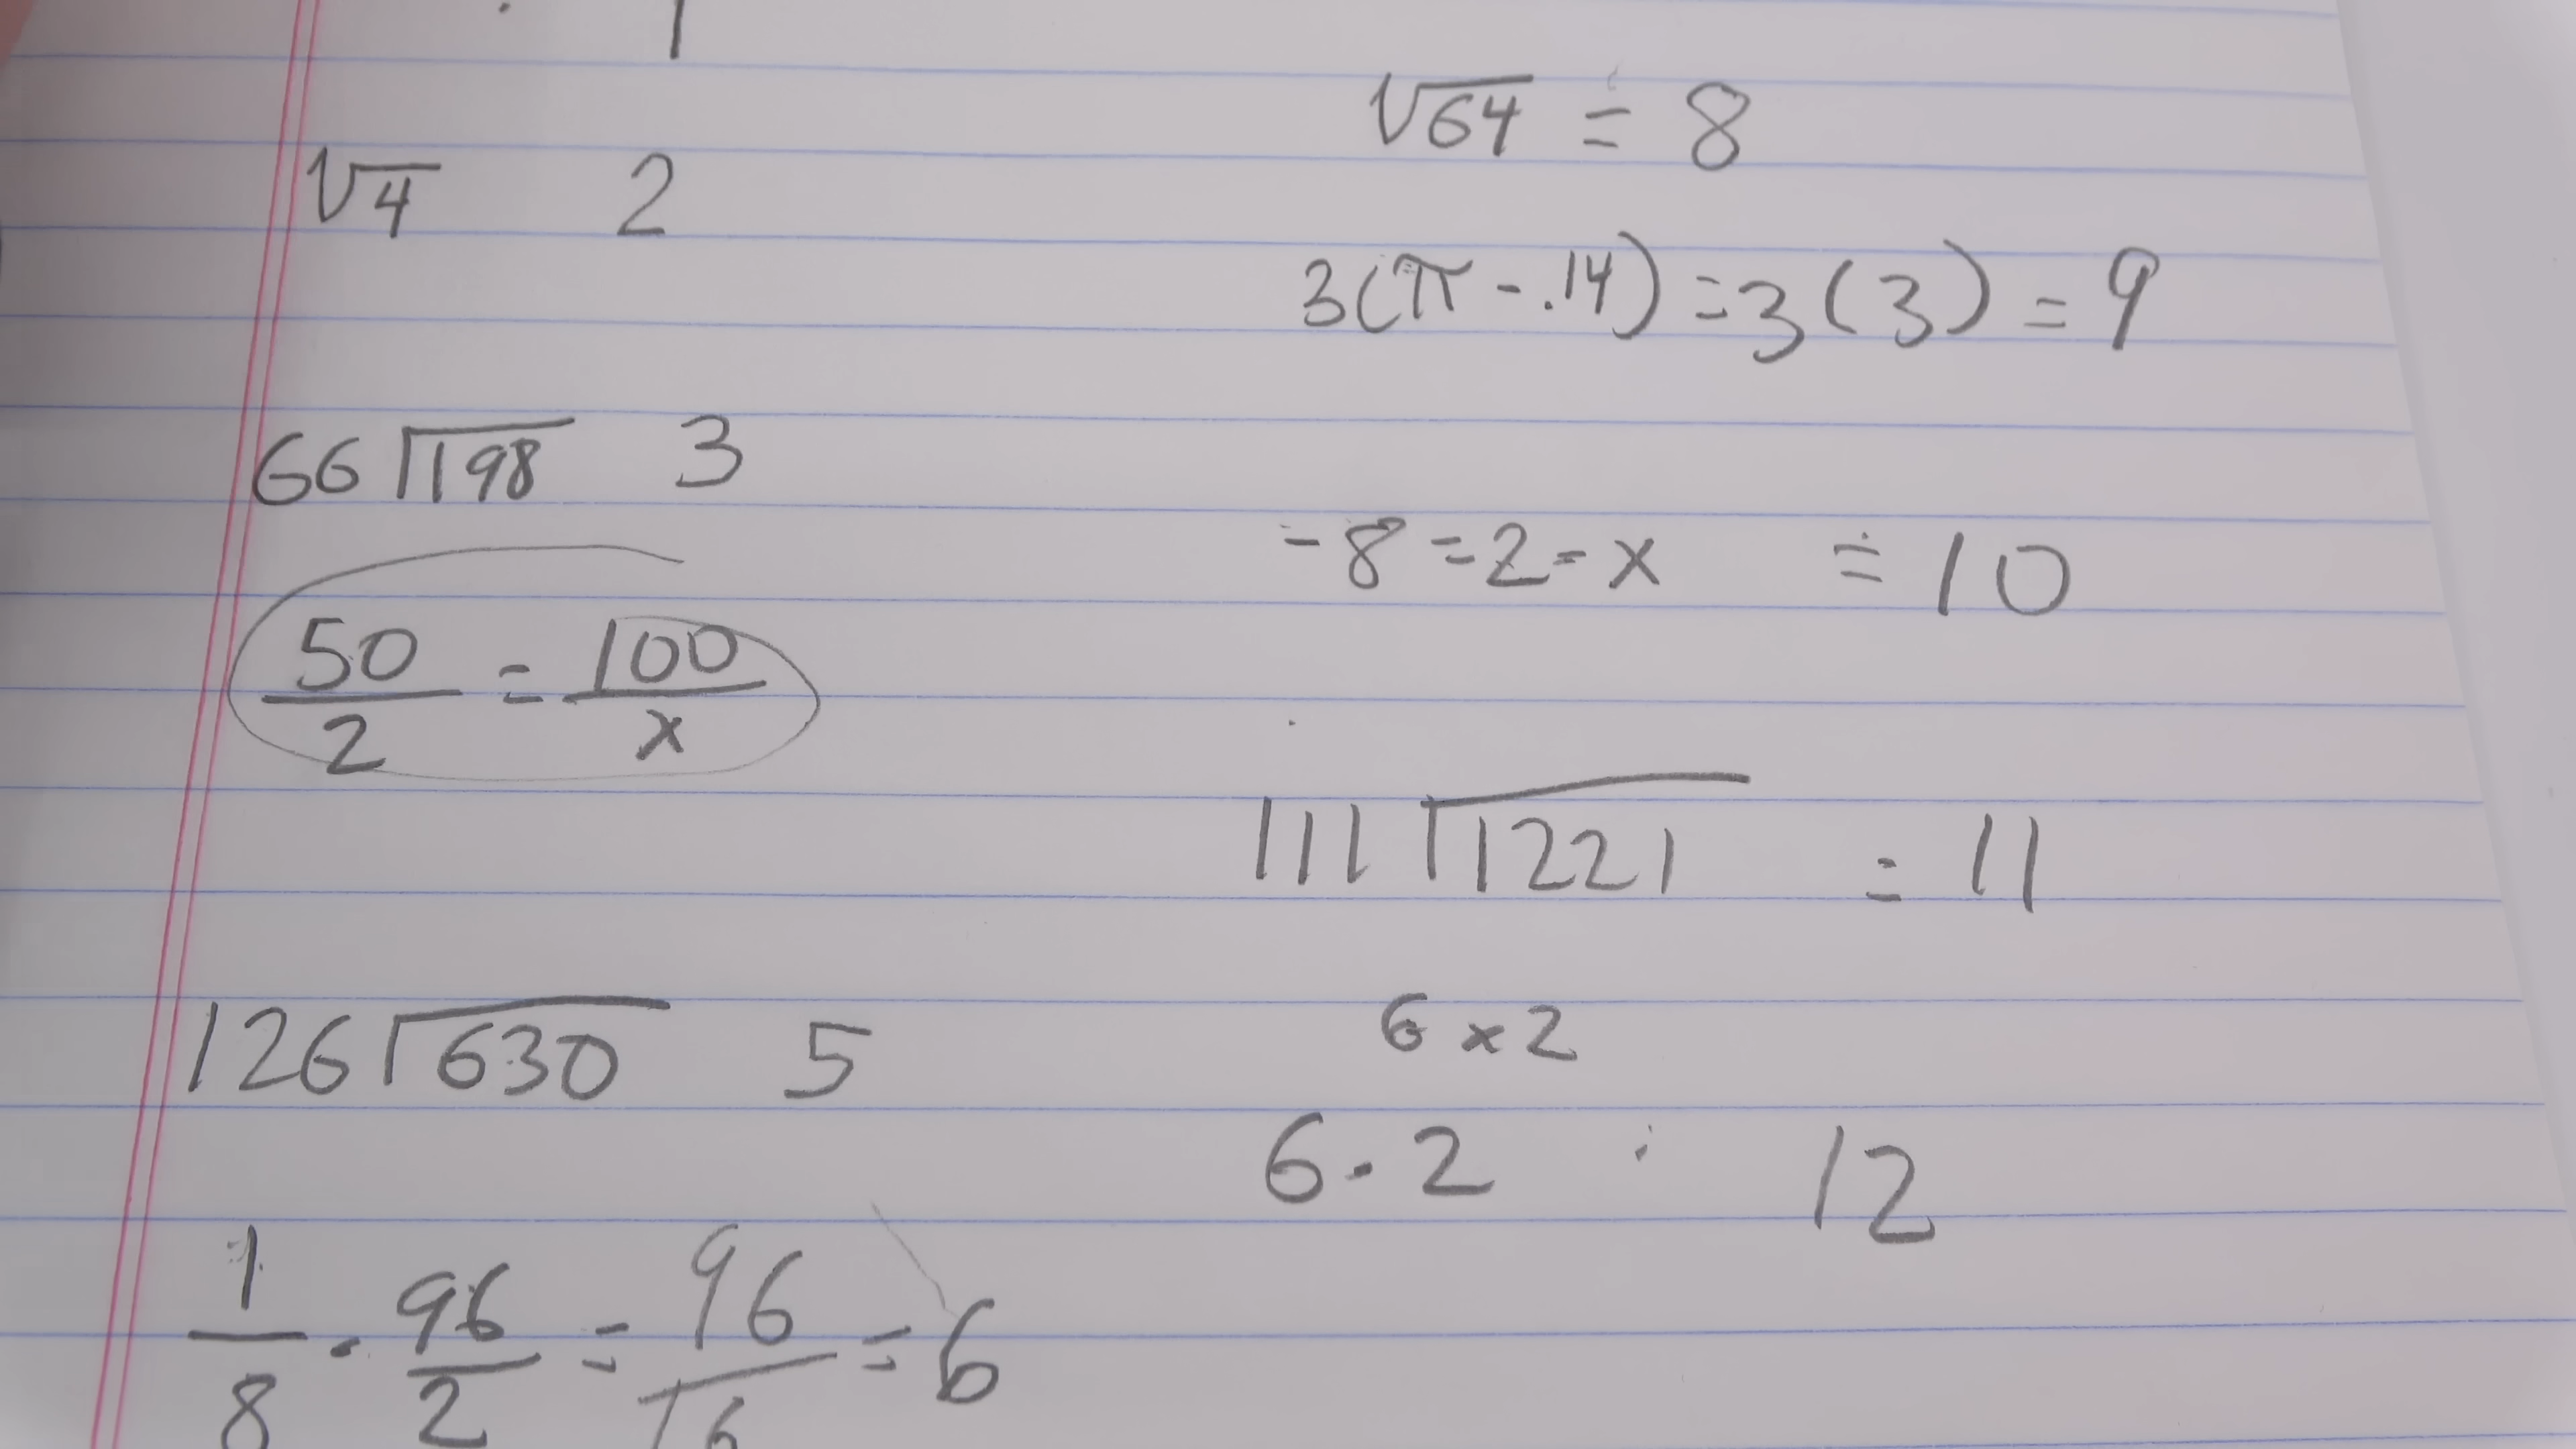 1
√4 2
66 ⟌198 3
50/2 = 100/x
126 ⟌630 5
1/8 · 96/2 = 96/16 = 6
√64 = 8
3(π - .14) = 3(3) = 9
-8 = 2 - x = 10
111 ⟌1221 = 11
6 x 2
6 · 2 12